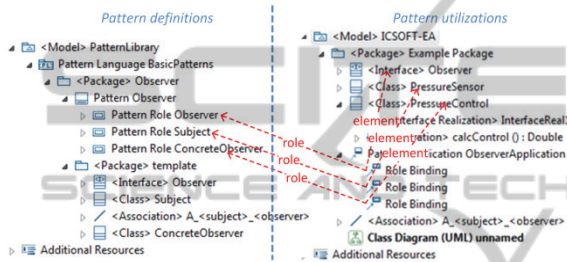 Pattern definitions
<Model> PatternLibrary
Pattern Language BasicPatterns
<Package> Observer
Pattern Observer
Pattern Role Observer
Pattern Role Subject
Pattern Role ConcreteObserver
<Package> template
<Interface> Observer
<Class> Subject
<Association> A_<subject>_<observer>
<Class> ConcreteObserver
Additional Resources
role
role
role
Pattern utilizations
<Model> ICSOFT-EA
<Package> Example Package
<Interface> Observer
<Class> PressureSensor
<Class> PressureControl
element
element
element
Interface Realization> InterfaceReal
calcControl () : Double
ObserverApplication
Role Binding
Role Binding
Role Binding
<Association> A_<subject>_<observer>
Class Diagram (UML) unnamed
Additional Resources
SCIENCE AND TECH